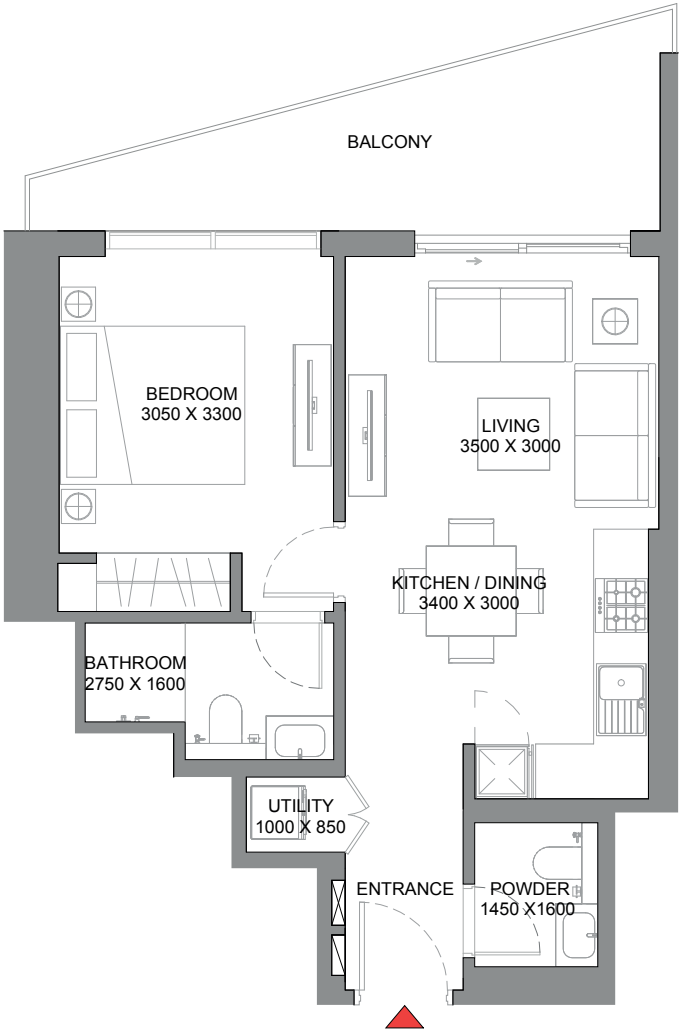 BALCONY
BEDROOM
3050 X 3300
LIVING
3500 X 3000
KITCHEN / DINING
3400 X 3000
BATHROOM
2750 X 1600
UTILITY
1000 X 850
ENTRANCE
POWDER
1450 X1600